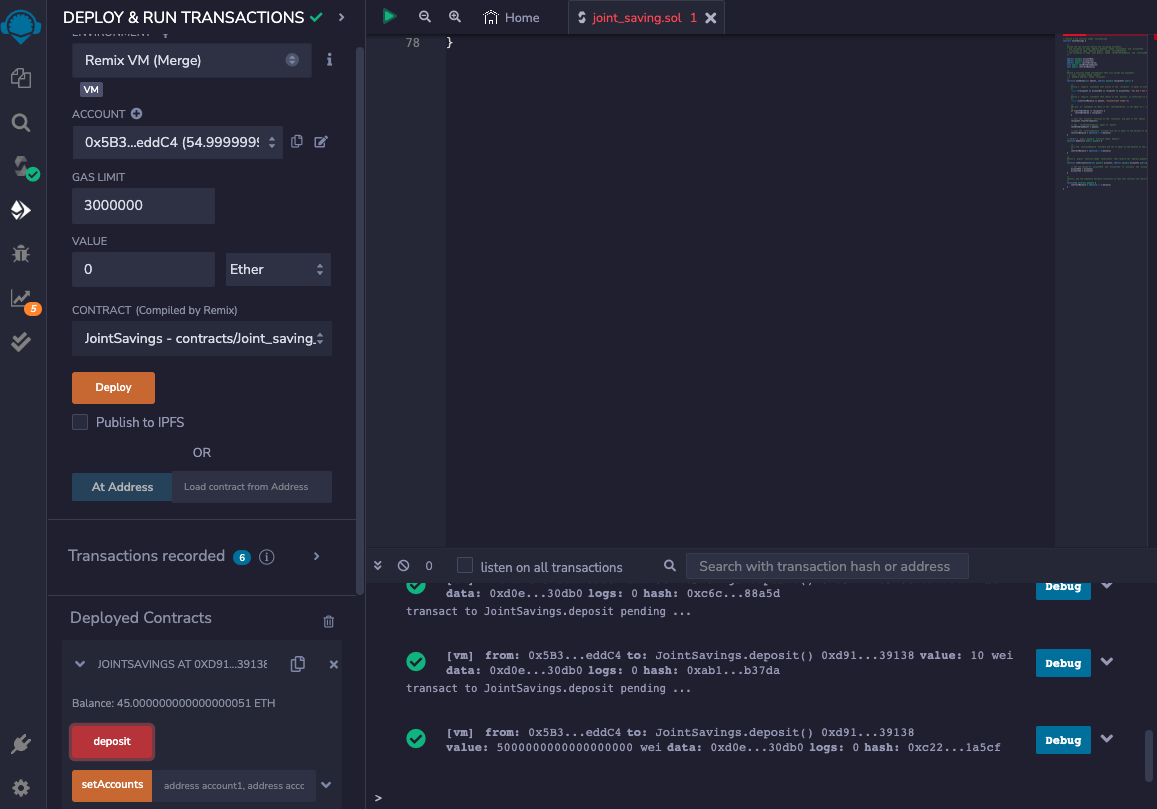 DEPLOY & RUN TRANSACTIONS
ENVIRONMENT
Remix VM (Merge)
VM
ACCOUNT
0x5B3...eddC4 (54.9999999
GAS LIMIT
3000000
VALUE
0
Ether
CONTRACT (Compiled by Remix)
JointSavings - contracts/Joint_saving_
Deploy
Publish to IPFS
OR
At Address
Load contract from Address
Transactions recorded 6
Deployed Contracts
JOINTSAVINGS AT 0XD91...39138
Balance: 45.000000000000000051 ETH
deposit
setAccounts
address account1, address accc
5
Home
joint_saving.sol 1
78 }
0
listen on all transactions
Search with transaction hash or address
data: 0xd0e...30db0 logs: 0 hash: 0xc6c...88a5d
Debug
transact to JointSavings.deposit pending ...
[vm] from: 0x5B3...eddC4 to: JointSavings.deposit() 0xd91...39138 value: 10 wei
data: 0xd0e...30db0 logs: 0 hash: 0xab1...b37da
Debug
transact to JointSavings.deposit pending ...
[vm] from: 0x5B3...eddC4 to: JointSavings.deposit() 0xd91...39138
value: 5000000000000000000 wei data: 0xd0e...30db0 logs: 0 hash: 0xc22...1a5cf
Debug
>